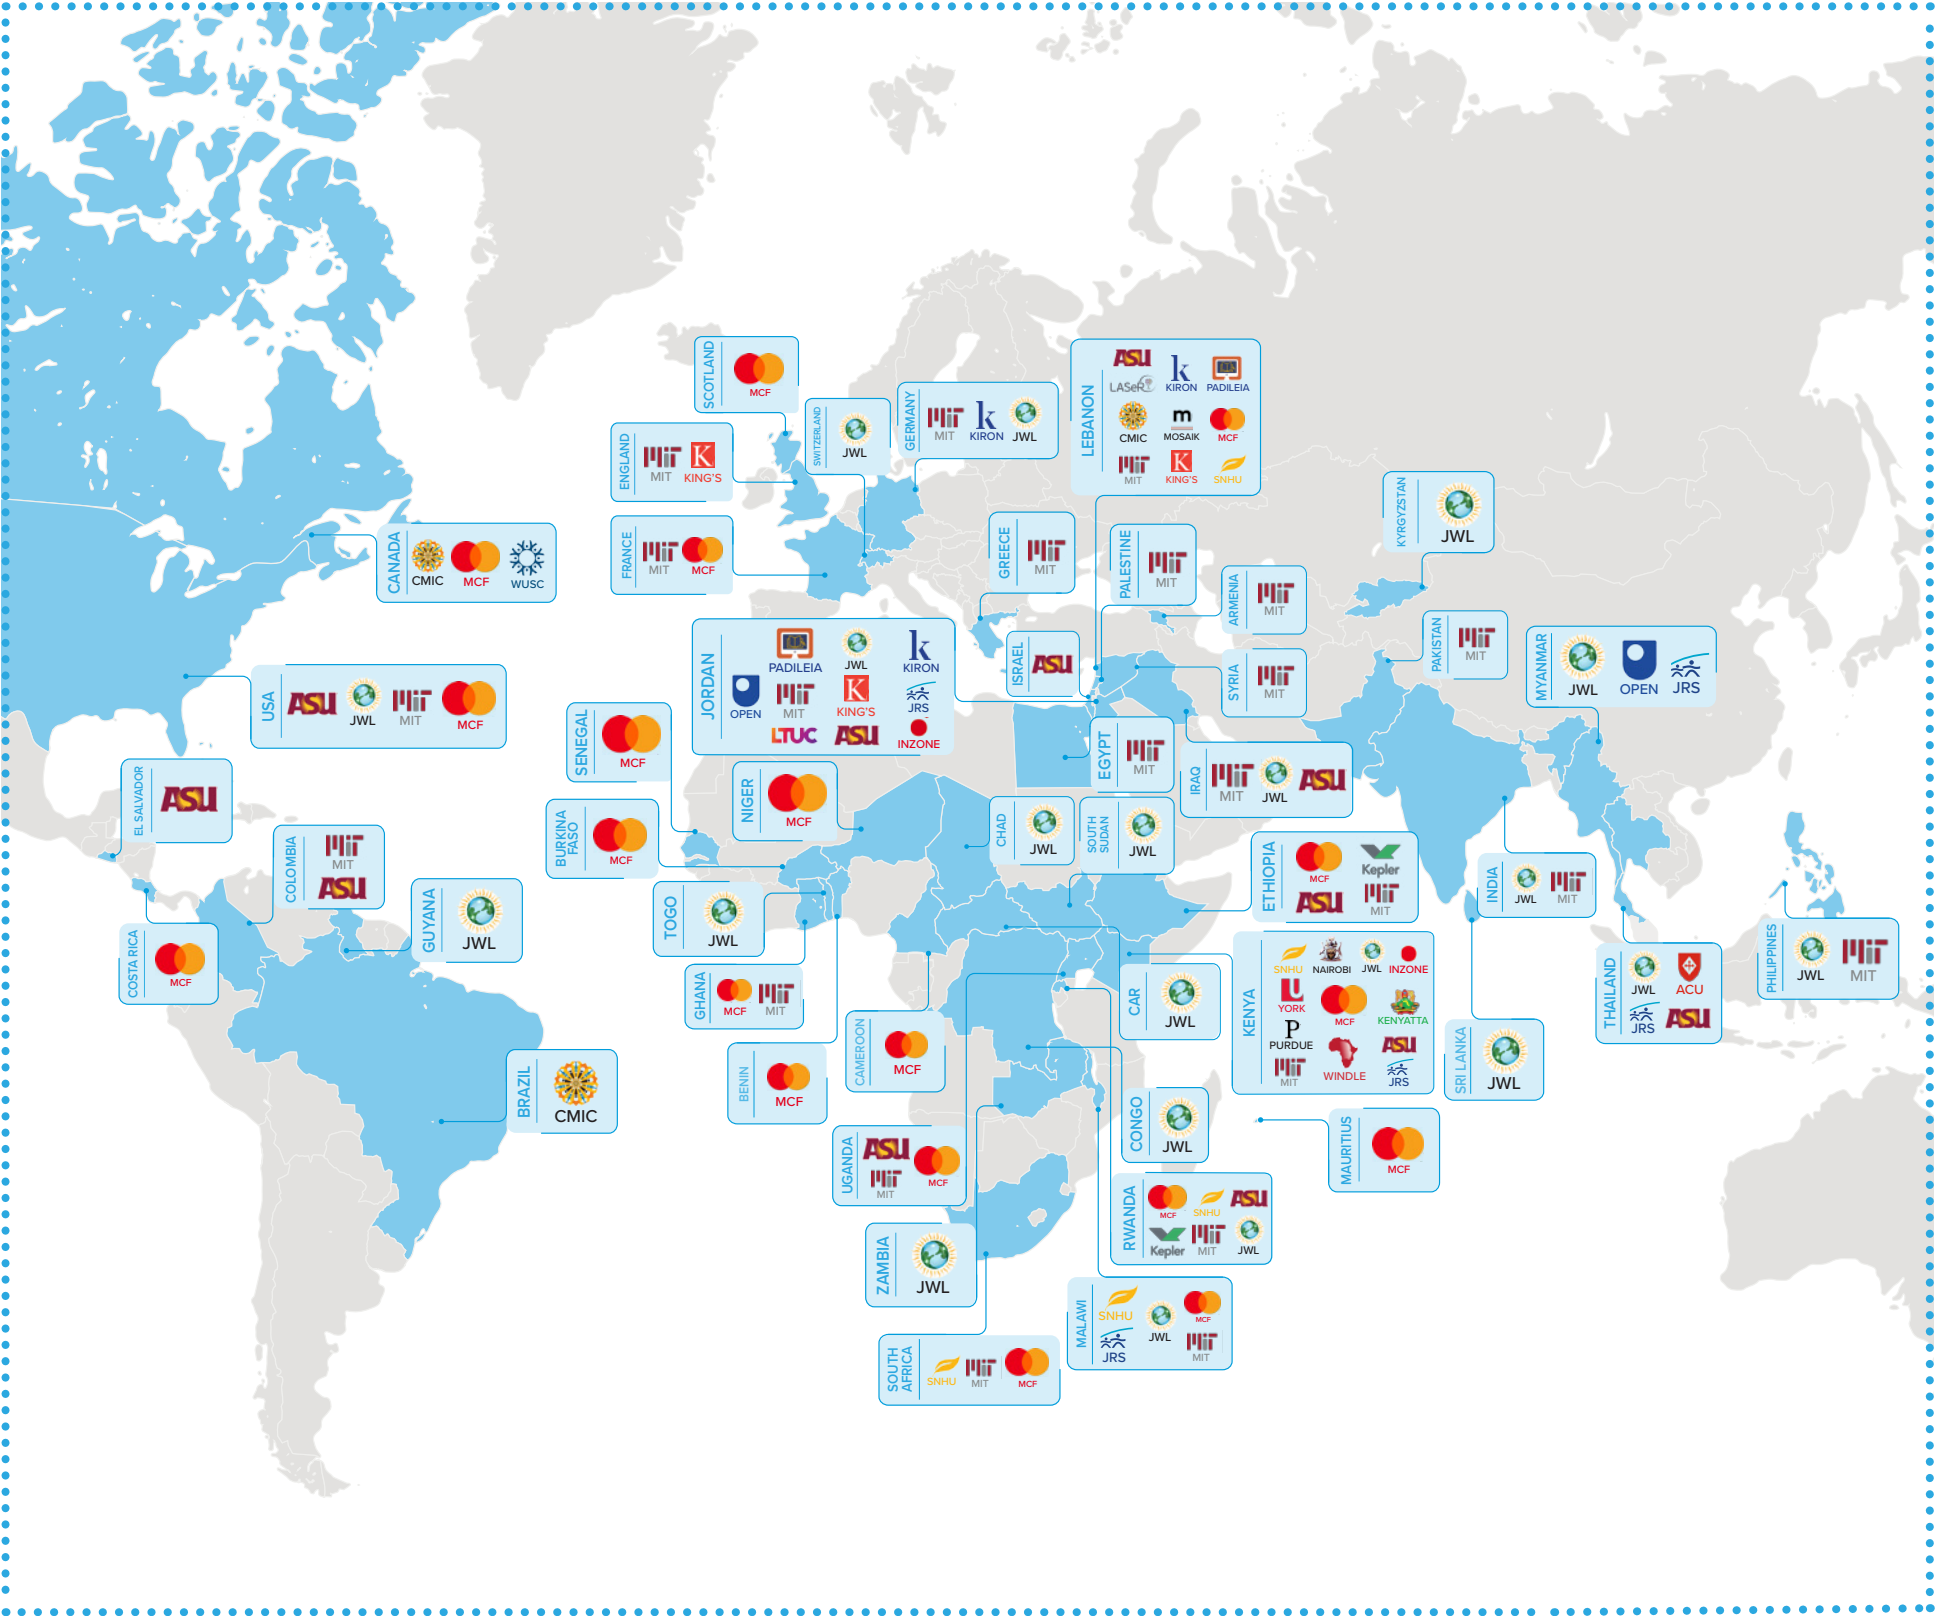 SCOTLAND
MCF
SWITZERLAND
JWL
GERMANY
MIT
KIRON
JWL
LEBANON
ASU
LASeR
KIRON
PADILEIA
CMIC
m
MOSAIK
MCF
MIT
K
KING'S
SNHU
ENGLAND
MIT
K
KING'S
FRANCE
MIT
MCF
GREECE
MIT
PALESTINE
MIT
ARMENIA
MIT
SYRIA
MIT
KYRGYZSTAN
JWL
PAKISTAN
MIT
MYANMAR
JWL
OPEN
JRS
CANADA
CMIC
MCF
WUSC
USA
ASU
JWL
MIT
MCF
JORDAN
PADILEIA
JWL
k
KIRON
OPEN
MIT
K
KING'S
JRS
LTUC
ASU
INZONE
ISRAEL
ASU
SENEGAL
MCF
NIGER
MCF
EGYPT
MIT
IRAQ
MIT
JWL
ASU
EL SALVADOR
ASU
COLOMBIA
MIT
ASU
GUYANA
JWL
COSTA RICA
MCF
BURKINA
FASO
MCF
CHAD
JWL
SOUTH
SUDAN
JWL
ETHIOPIA
MCF
Kepler
ASU
MIT
INDIA
JWL
MIT
TOGO
JWL
GHANA
MCF
MIT
CAMEROON
MCF
BENIN
MCF
CAR
JWL
KENYA
SNHU
NAIROBI
JWL
INZONE
YORK
MCF
KENYATTA
P
PURDUE
MIT
WINDLE
ASU
JRS
SRI LANKA
JWL
THAILAND
JWL
ACU
JRS
ASU
PHILIPPINES
JWL
MIT
BRAZIL
CMIC
CONGO
JWL
MAURITIUS
MCF
UGANDA
ASU
MIT
MCF
RWANDA
MCF
SNHU
ASU
Kepler
MIT
JWL
ZAMBIA
JWL
MALAWI
SNHU
JWL
MCF
JRS
MIT
SOUTH
AFRICA
SNHU
MIT
MCF